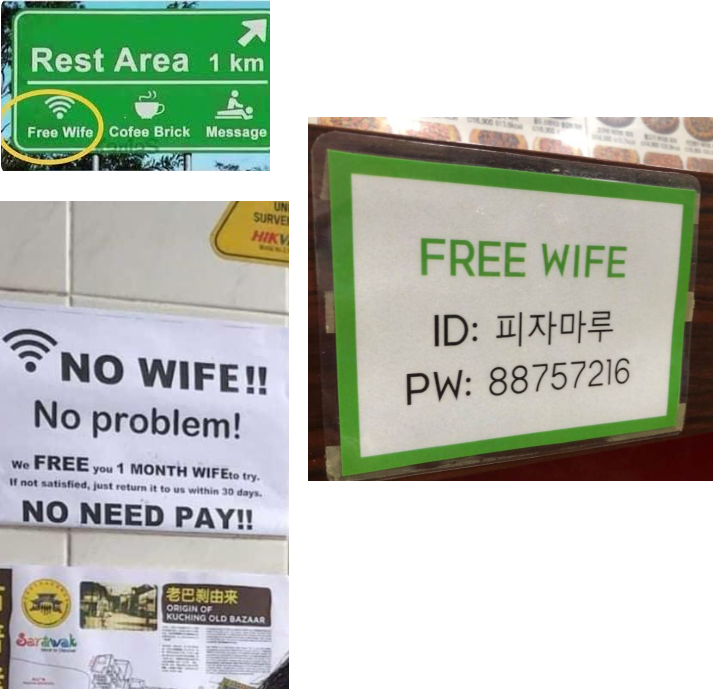 Rest Area 1 km
Free Wife Cofee Brick Message
HIKV
NO WIFE!!
No problem!
We FREE you 1 MONTH WIFE to try.
If not satisfied, just return it to us within 30 days.
NO NEED PAY!!
老巴剎由来
ORIGIN OF
KUCHING OLD BAZAAR
Sarawak
FREE WIFE
ID: 피자마루
PW: 88757216